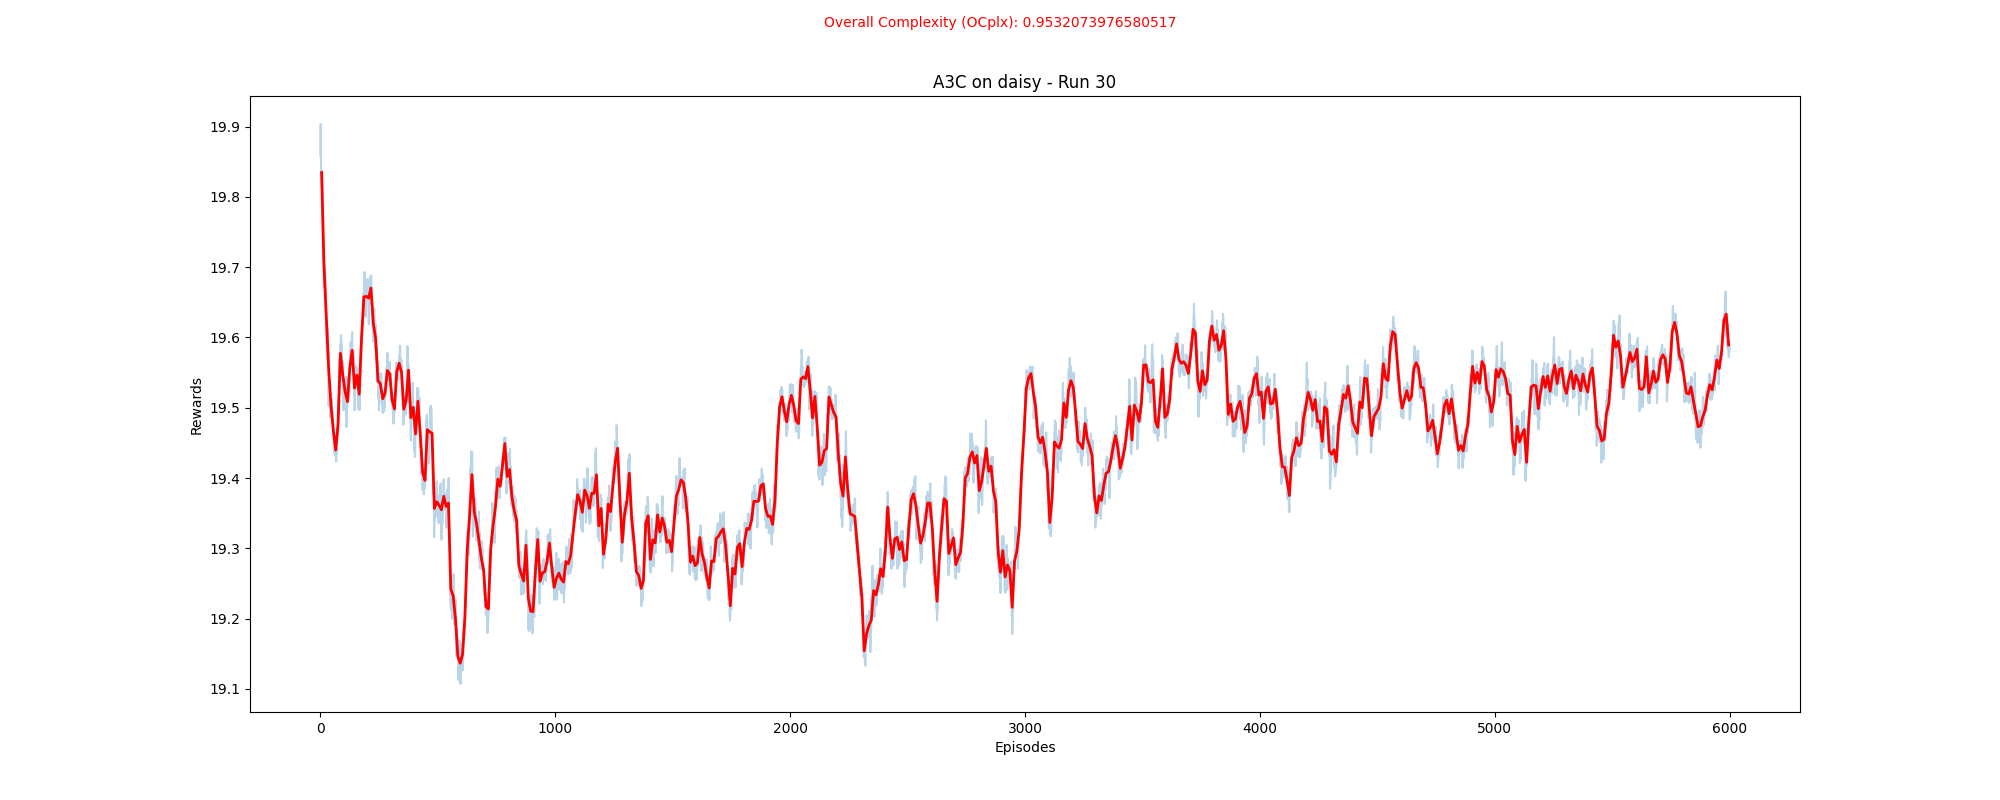 Overall Complexity (OCplx): 0.9532073976580517
A3C on daisy - Run 30
19.9
19.8
19.7
19.6
19.5
19.4
19.3
19.2
19.1
Rewards
0 1000 2000 3000 4000 5000 6000
Episodes